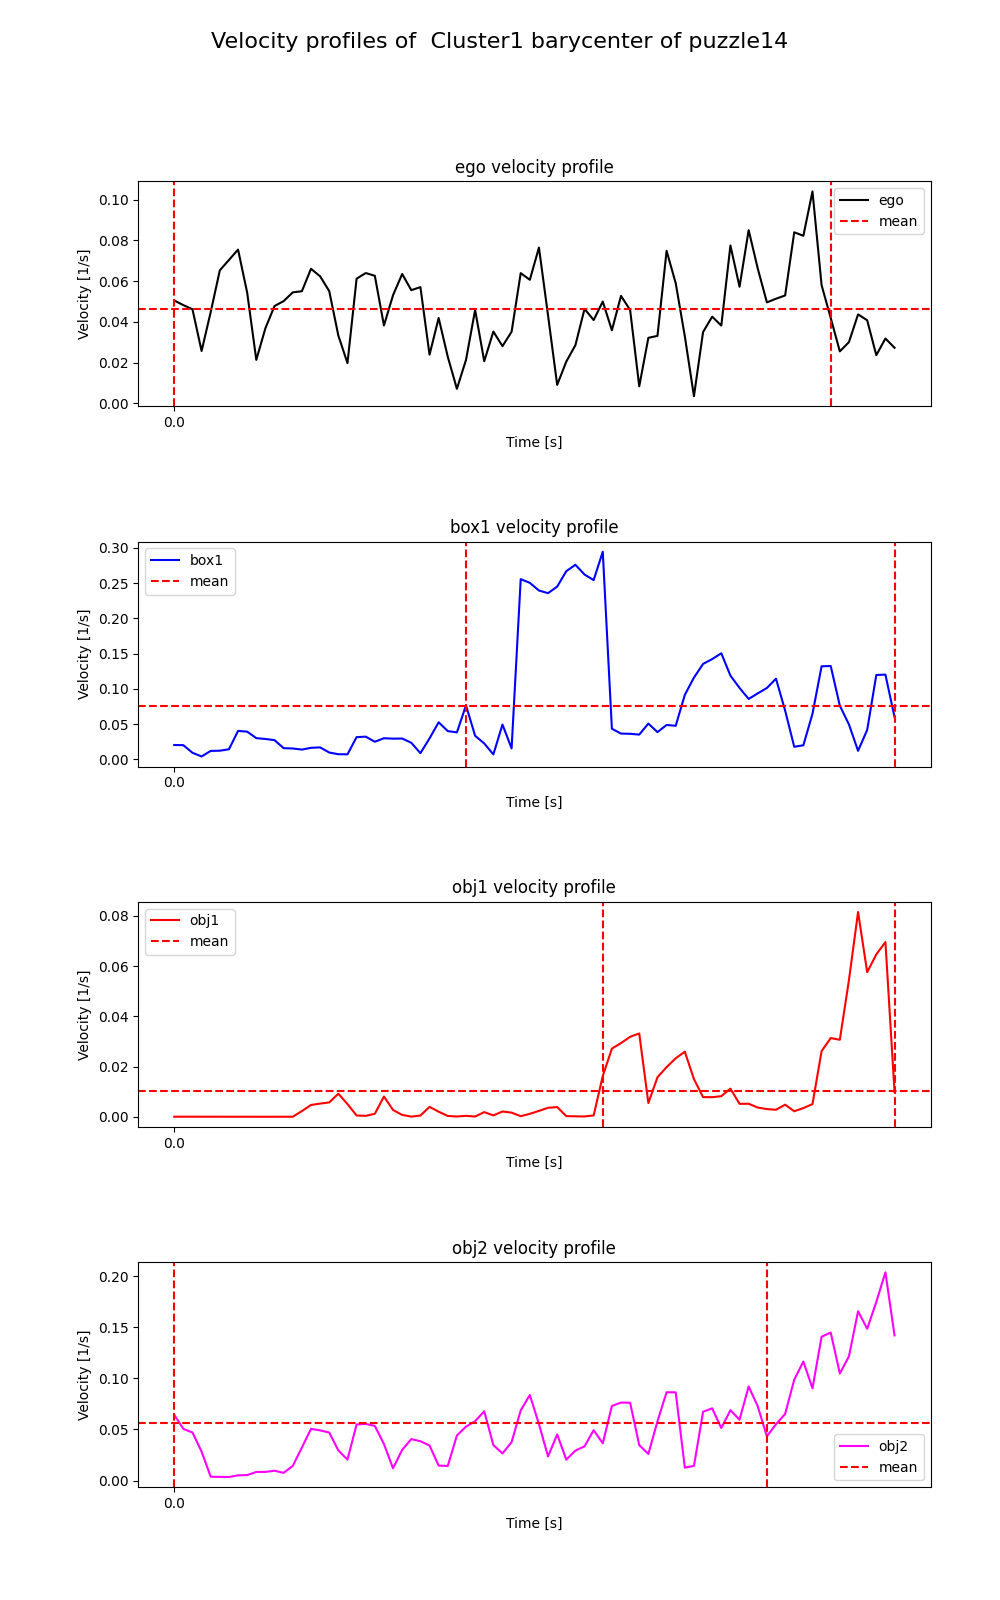 Velocity profiles of  Cluster1 barycenter of puzzle14
ego velocity profile
0.10
0.08
0.06
0.04
0.02
0.00
Velocity [1/s]
ego
mean
0.0
Time [s]
box1 velocity profile
0.30
0.25
0.20
0.15
0.10
0.05
0.00
Velocity [1/s]
box1
mean
0.0
Time [s]
obj1 velocity profile
0.08
0.06
0.04
0.02
0.00
Velocity [1/s]
obj1
mean
0.0
Time [s]
obj2 velocity profile
0.20
0.15
0.10
0.05
0.00
Velocity [1/s]
obj2
mean
0.0
Time [s]